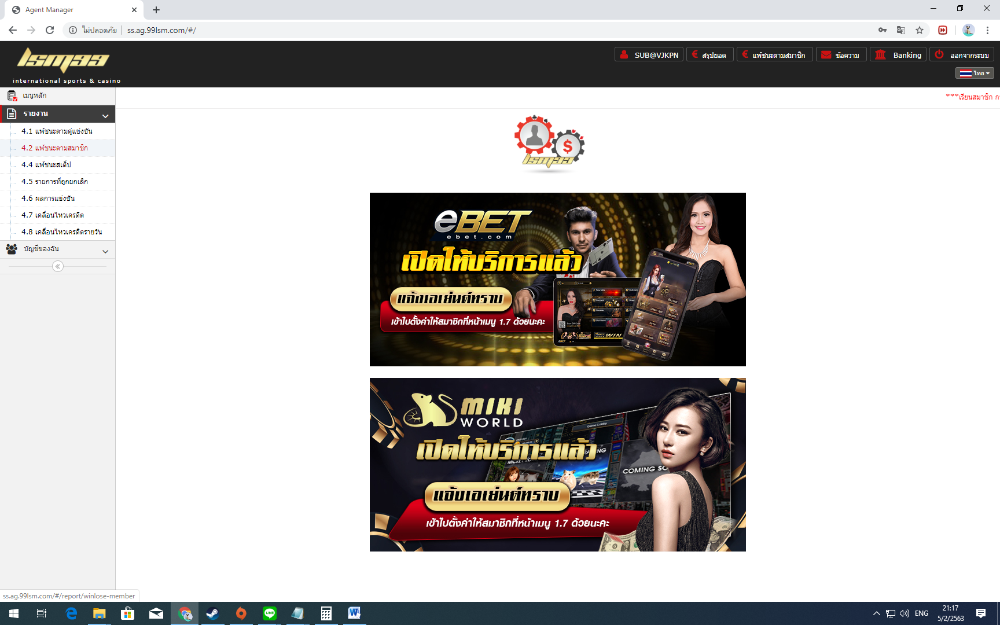 Agent Manager
ไม่ปลอดภัย
ss.ag.99lsm.com/#/
lsm99
international sports & casino
SUB@VJKPN
สรุปยอด
แพ้ชนะตามสมาชิก
ข้อความ
Banking
ออกจากระบบ
ไทย
เมนูหลัก
***เรียนสมาชิก
รายงาน
4.1 แพ้ชนะตามคู่แข่งขัน
4.2 แพ้ชนะตามสมาชิก
4.4 แพ้ชนะสเต็ป
4.5 รายการที่ถูกยกเลิก
4.6 ผลการแข่งขัน
4.7 เคลื่อนไหวเครดิต
4.8 เคลื่อนไหวเครดิตรายวัน
บัญชีของฉัน
lsm99
eBET
ebet.com
เปิดให้บริการแล้ว
แจ้งเอเย่นต์ทราบ
เข้าไปตั้งค่าให้สมาชิกที่หน้าเมนู 1.7 ด้วยนะคะ
MIKI
WORLD
Game Lobby
เปิดให้บริการแล้ว
แจ้งเอเย่นต์ทราบ
เข้าไปตั้งค่าให้สมาชิกที่หน้าเมนู 1.7 ด้วยนะคะ
ss.ag.99lsm.com/#/report/winlose-member
ENG
21:17
5/2/2563